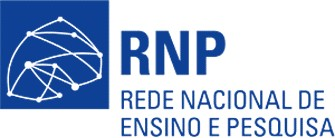 RNP
REDE NACIONAL DE
ENSINO E PESQUISA